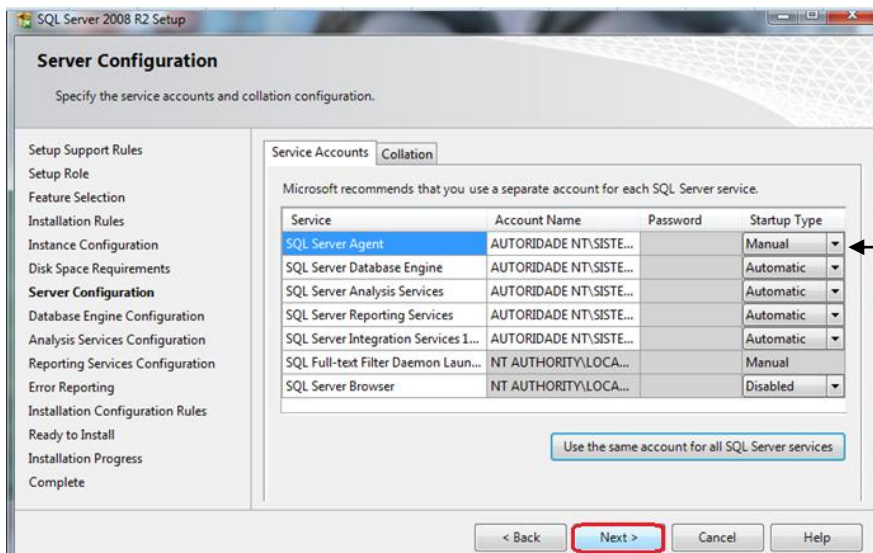 SQL Server 2008 R2 Setup
Server Configuration
Specify the service accounts and collation configuration.
Setup Support Rules
Setup Role
Feature Selection
Installation Rules
Instance Configuration
Disk Space Requirements
Server Configuration
Database Engine Configuration
Analysis Services Configuration
Reporting Services Configuration
Error Reporting
Installation Configuration Rules
Ready to Install
Installation Progress
Complete
Service Accounts Collation
Microsoft recommends that you use a separate account for each SQL Server service.
Service Account Name Password Startup Type
SQL Server Agent AUTORIDADE NT\SISTE... Manual
SQL Server Database Engine AUTORIDADE NT\SISTE... Automatic
SQL Server Analysis Services AUTORIDADE NT\SISTE... Automatic
SQL Server Reporting Services AUTORIDADE NT\SISTE... Automatic
SQL Server Integration Services 1... AUTORIDADE NT\SISTE... Automatic
SQL Full-text Filter Daemon Laun... NT AUTHORITY\LOCA... Manual
SQL Server Browser NT AUTHORITY\LOCA... Disabled
Use the same account for all SQL Server services
< Back Next > Cancel Help